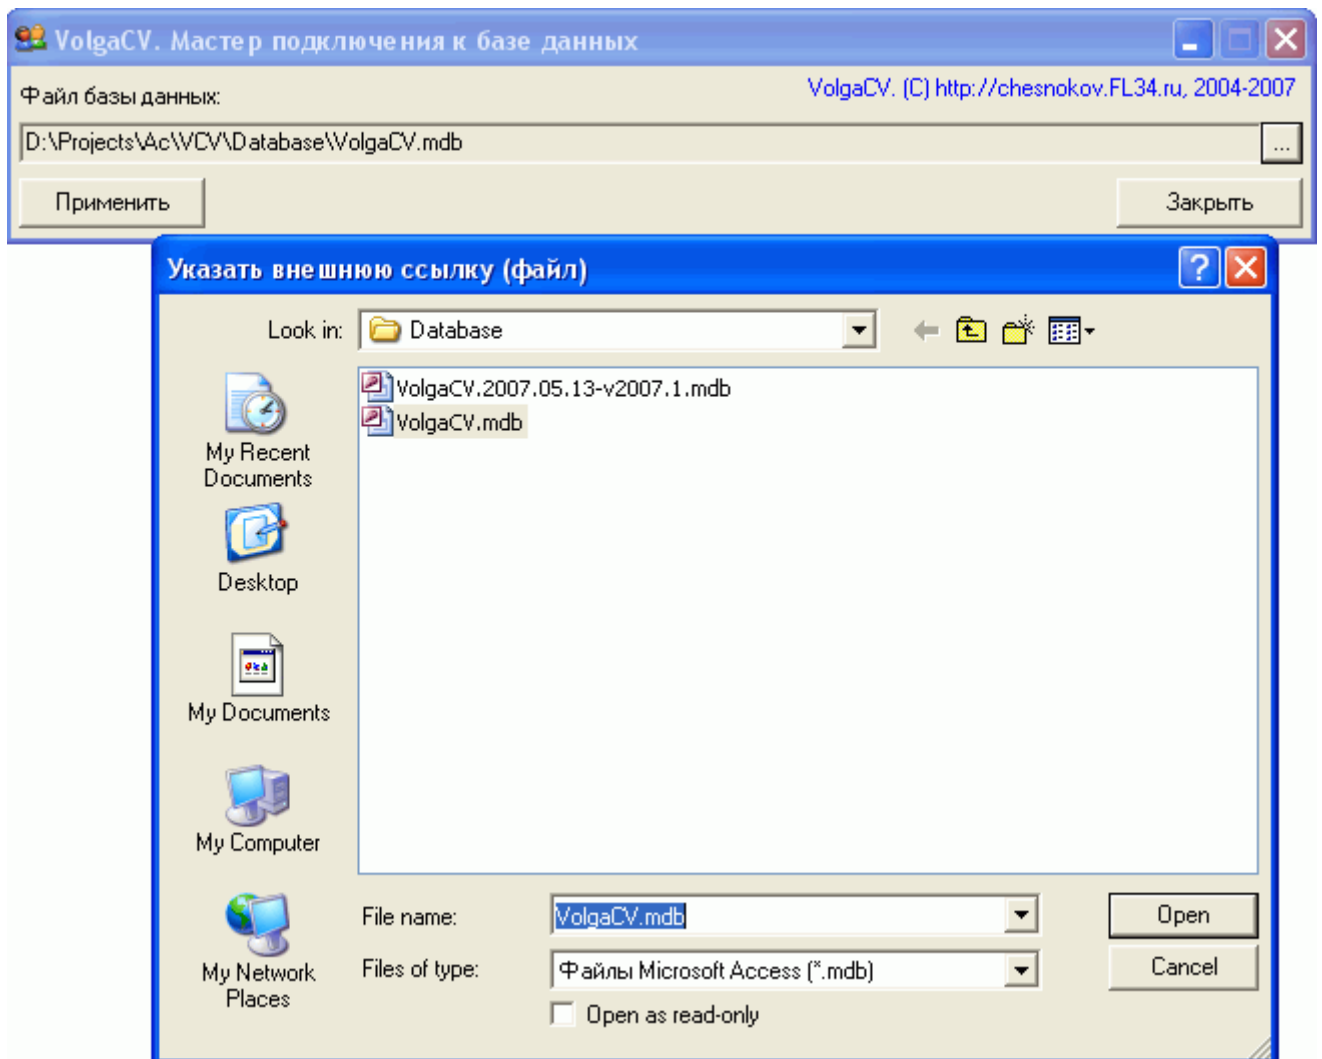 VolgaCV. Мастер подключения к базе данных
Файл базы данных:
VolgaCV. (C) http://chesnokov.FL34.ru, 2004-2007
D:\Projects\Ac\VCV\Database\VolgaCV.mdb
...
Применить
Закрыть
Указать внешнюю ссылку (файл)
?
Look in:
Database
VolgaCV.2007.05.13-v2007.1.mdb
VolgaCV.mdb
My Recent
Documents
Desktop
My Documents
My Computer
My Network
Places
File name:
VolgaCV.mdb
Open
Files of type:
Файлы Microsoft Access (*.mdb)
Cancel
Open as read-only